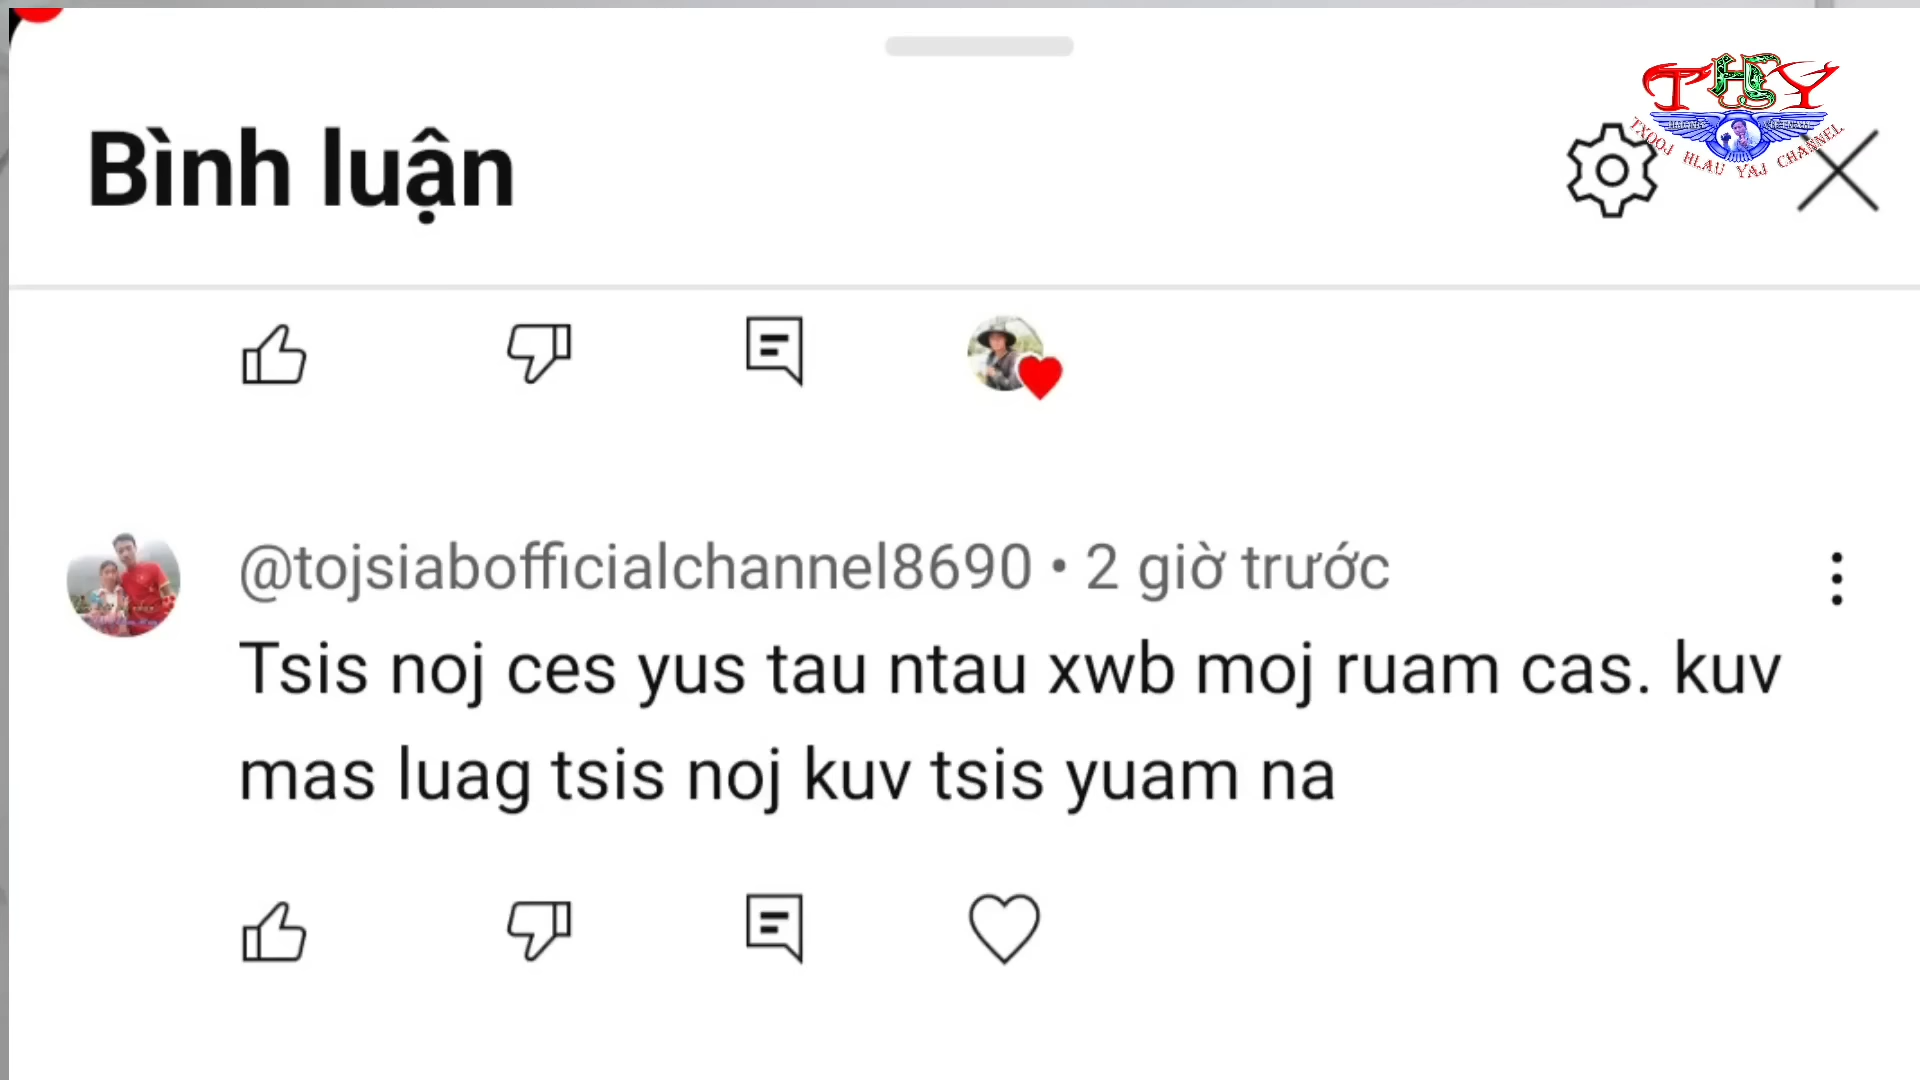 THY
TXOOJ HLAU YAJ CHANNEL
Bình luận
@tojsiabofficialchannel8690 • 2 giờ trước
Tsis noj ces yus tau ntau xwb moj ruam cas. kuv
mas luag tsis noj kuv tsis yuam na